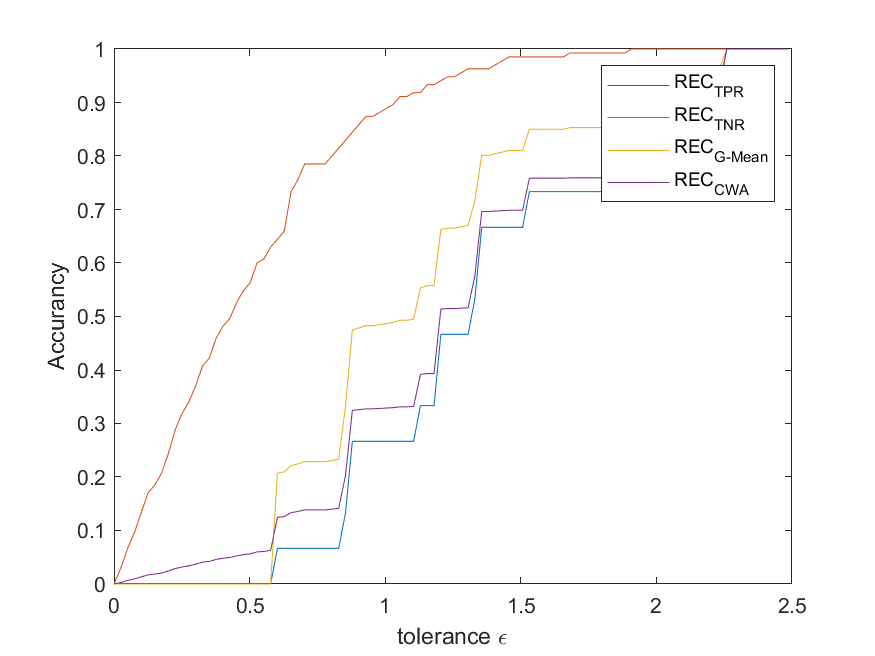 1
0.9
0.8
0.7
0.6
0.5
0.4
0.3
0.2
0.1
0
Accurancy
REC_TPR
REC_TNR
REC_G-Mean
REC_CWA
0 0.5 1 1.5 2 2.5
tolerance ϵ